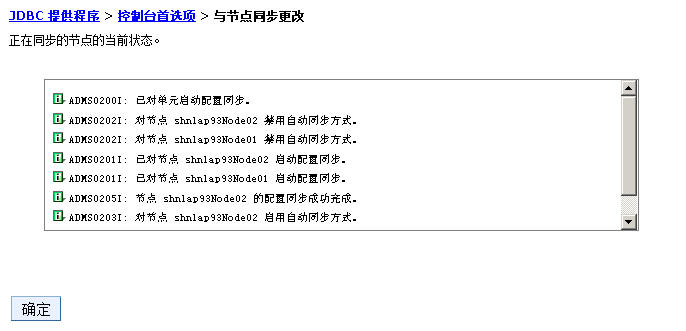 JDBC 提供程序 > 控制台首选项 > 与节点同步更改
正在同步的节点的当前状态。
ADMS0200I: 已对单元启动配置同步。
ADMS0202I: 对节点 shnlap93Node02 禁用自动同步方式。
ADMS0202I: 对节点 shnlap93Node01 禁用自动同步方式。
ADMS0201I: 已对节点 shnlap93Node02 启动配置同步。
ADMS0201I: 已对节点 shnlap93Node01 启动配置同步。
ADMS0205I: 节点 shnlap93Node02 的配置同步成功完成。
ADMS0203I: 对节点 shnlap93Node02 启用自动同步方式。
确定